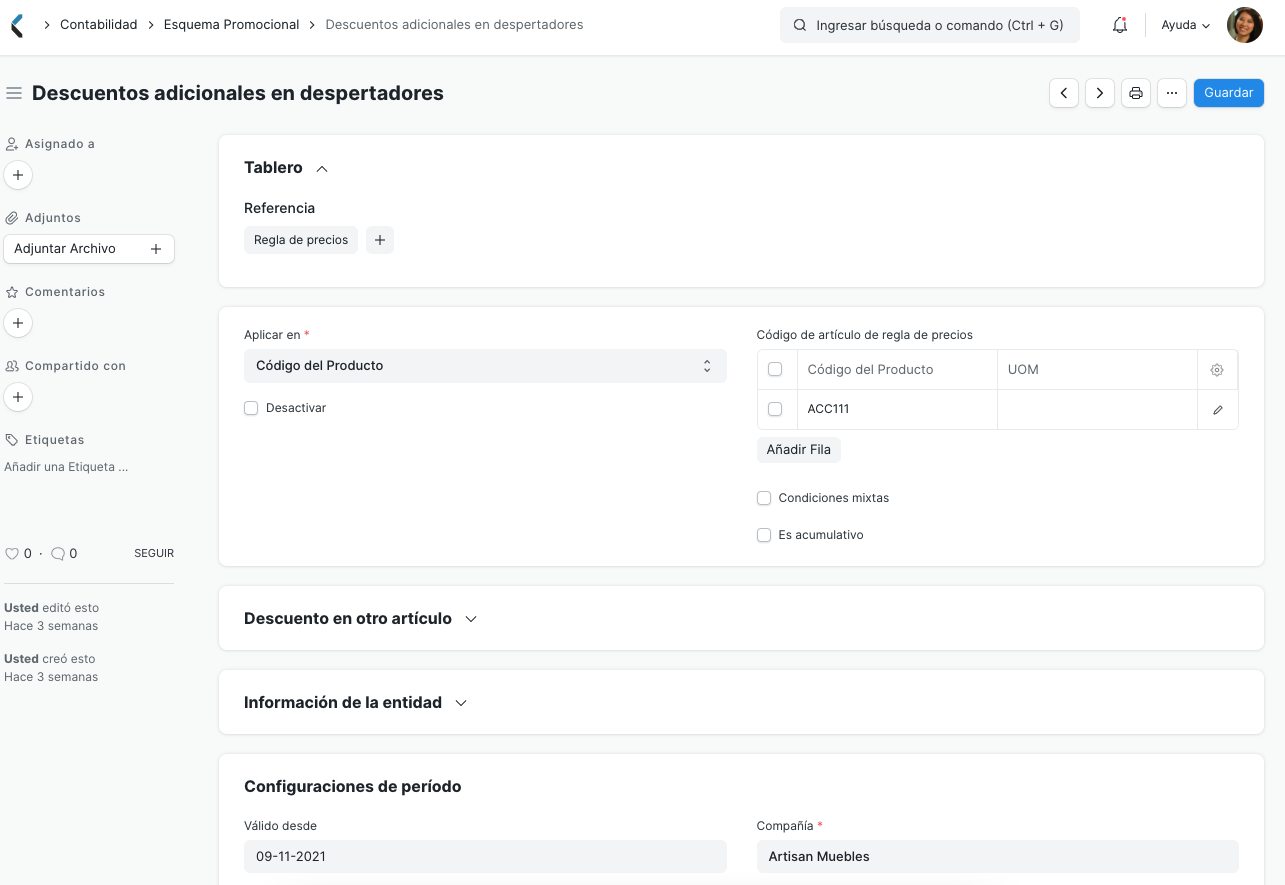 Contabilidad
Esquema Promocional
Descuentos adicionales en despertadores
Ingresar búsqueda o comando (Ctrl + G)
Ayuda
Descuentos adicionales en despertadores
Guardar
Asignado a
Adjuntos
Adjuntar Archivo
Comentarios
Compartido con
Etiquetas
Añadir una Etiqueta ...
0 · 0 SEGUIR
Usted editó esto
Hace 3 semanas
Usted creó esto
Hace 3 semanas
Tablero
Referencia
Regla de precios
Aplicar en *
Código del Producto
Desactivar
Código de artículo de regla de precios
Código del Producto UOM
ACC111
Añadir Fila
Condiciones mixtas
Es acumulativo
Descuento en otro artículo
Información de la entidad
Configuraciones de período
Válido desde
09-11-2021
Compañía *
Artisan Muebles